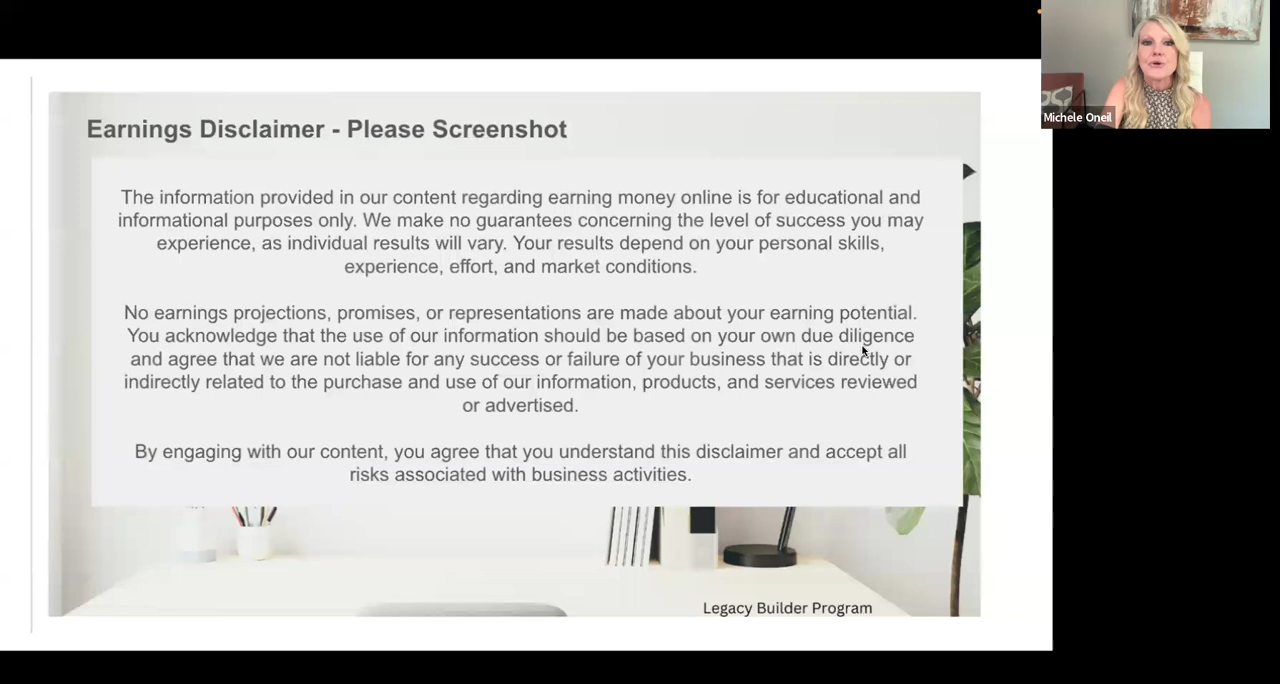 Michele Oneil
Earnings Disclaimer - Please Screenshot
The information provided in our content regarding earning money online is for educational and
informational purposes only. We make no guarantees concerning the level of success you may
experience, as individual results will vary. Your results depend on your personal skills,
experience, effort, and market conditions.
No earnings projections, promises, or representations are made about your earning potential.
You acknowledge that the use of our information should be based on your own due diligence
and agree that we are not liable for any success or failure of your business that is directly or
indirectly related to the purchase and use of our information, products, and services reviewed
or advertised.
By engaging with our content, you agree that you understand this disclaimer and accept all
risks associated with business activities.
Legacy Builder Program